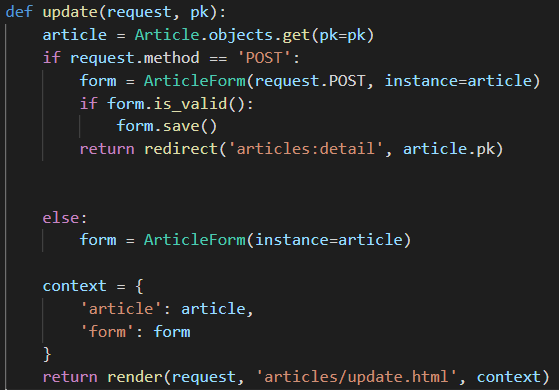 def update(request, pk):
    article = Article.objects.get(pk=pk)
    if request.method == 'POST':
        form = ArticleForm(request.POST, instance=article)
        if form.is_valid():
            form.save()
        return redirect('articles:detail', article.pk)
    else:
        form = ArticleForm(instance=article)
    context = {
        'article': article,
        'form': form
    }
    return render(request, 'articles/update.html', context)